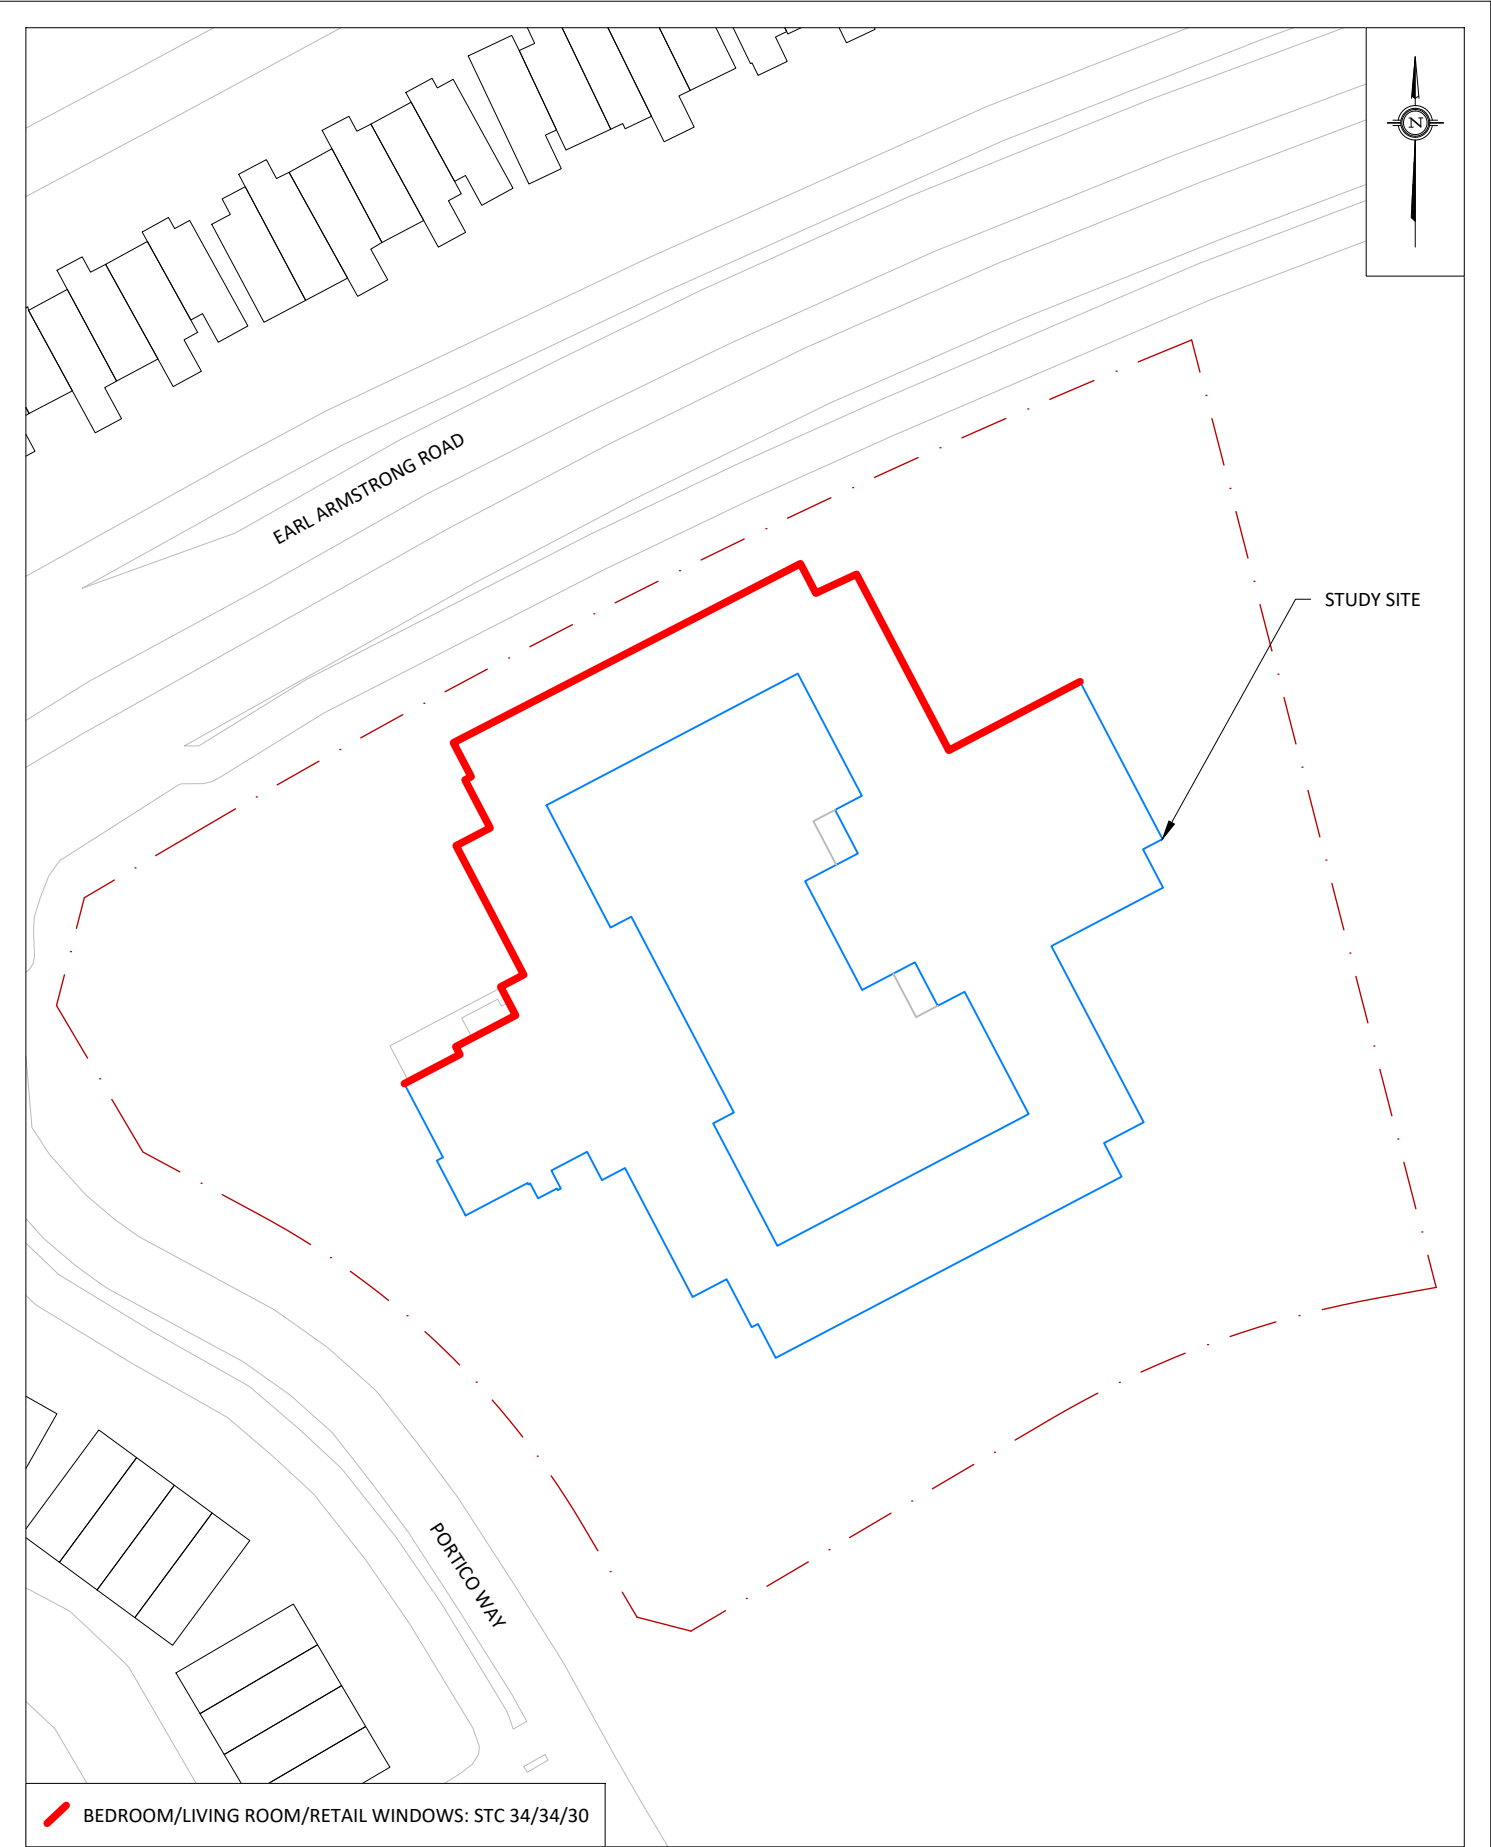 N
EARL ARMSTRONG ROAD
STUDY SITE
PORTICO WAY
BEDROOM/LIVING ROOM/RETAIL WINDOWS: STC 34/34/30